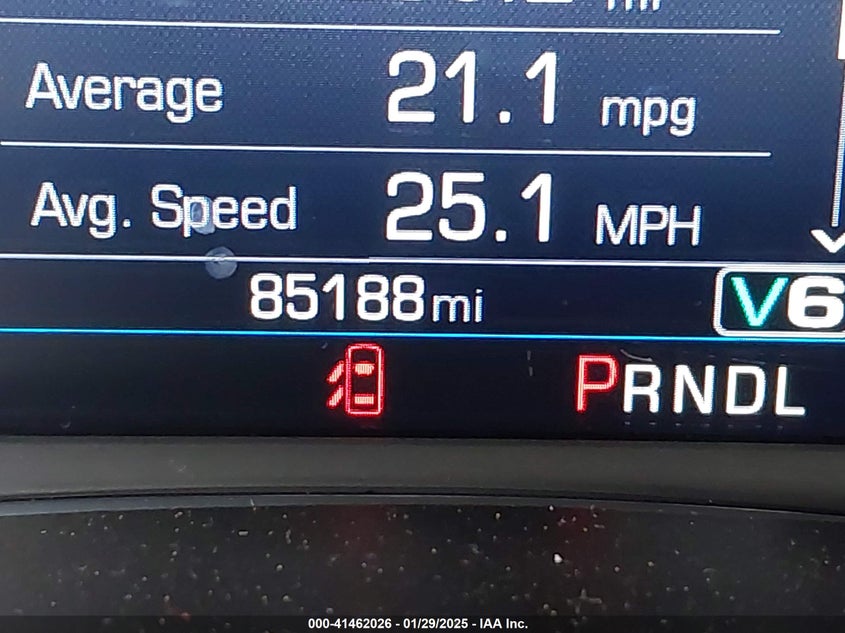 Average 21.1 mpg
Avg. Speed 25.1 MPH
85188 mi V6
PRNDL
000-41462026 - 01/29/2025 - IAA Inc.